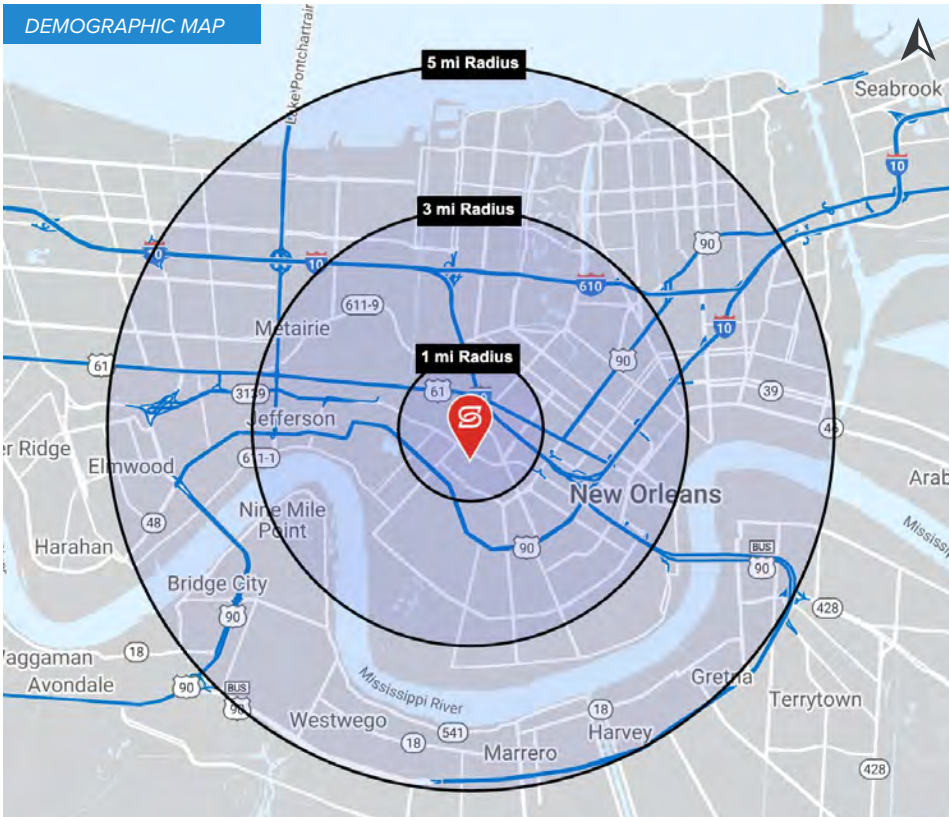 DEMOGRAPHIC MAP
Lake Pontchartrain
5 mi Radius
Seabrook
10
3 mi Radius
90
10
610
611-9
Metairie
10
1 mi Radius
90
61
61
3139
39
Jefferson
46
er Ridge
611-1
Elmwood
Arab
New Orleans
Nine Mile
Point
48
Mississipp
Harahan
90
BUS
90
Bridge City
428
90
18
Vaggaman
Mississippi River
Gretna
Avondale
90
BUS
90
Terrytown
Westwego
18
541
Harvey
18
Marrero
428